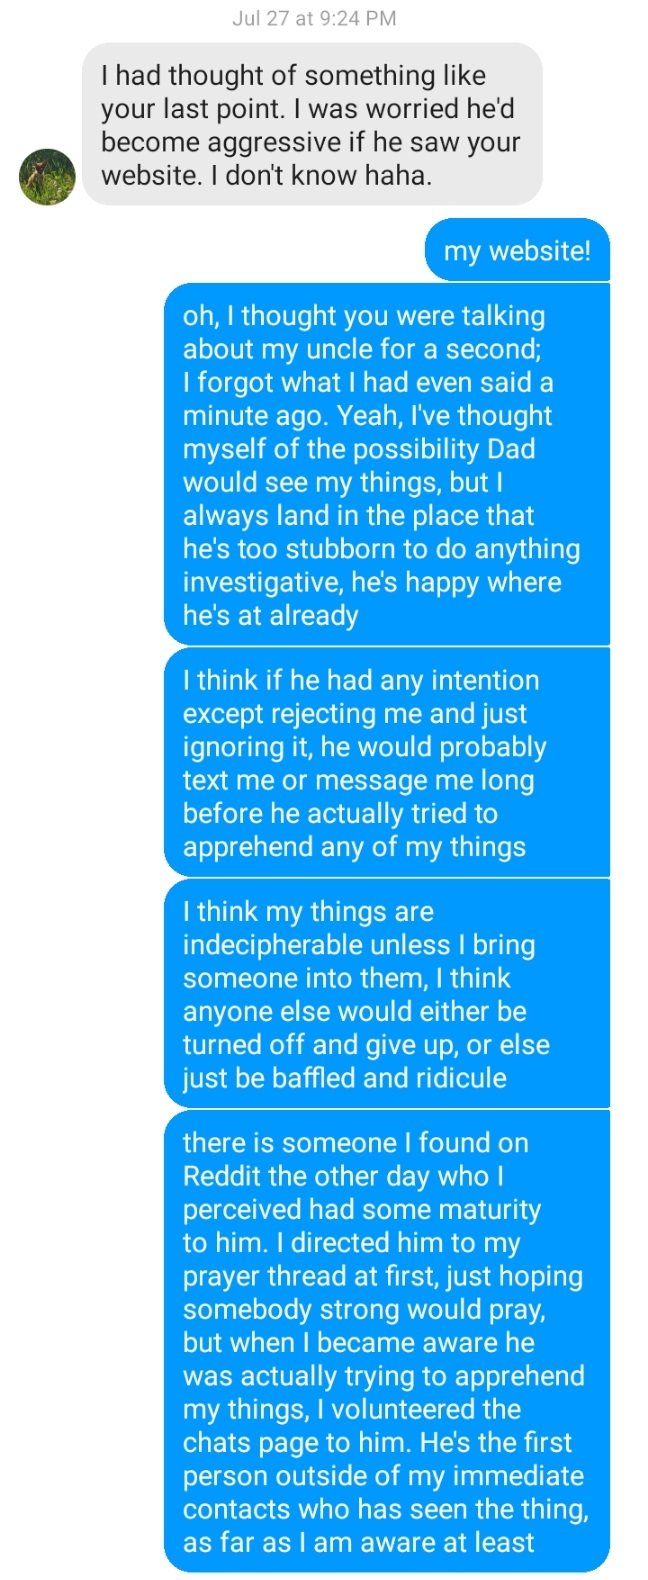 Jul 27 at 9:24 PM
I had thought of something like
your last point. I was worried he'd
become aggressive if he saw your
website. I don't know haha.
my website!
oh, I thought you were talking
about my uncle for a second;
I forgot what I had even said a
minute ago. Yeah, I've thought
myself of the possibility Dad
would see my things, but I
always land in the place that
he's too stubborn to do anything
investigative, he's happy where
he's at already
I think if he had any intention
except rejecting me and just
ignoring it, he would probably
text me or message me long
before he actually tried to
apprehend any of my things
I think my things are
indecipherable unless I bring
someone into them, I think
anyone else would either be
turned off and give up, or else
just be baffled and ridicule
there is someone I found on
Reddit the other day who I
perceived had some maturity
to him. I directed him to my
prayer thread at first, just hoping
somebody strong would pray,
but when I became aware he
was actually trying to apprehend
my things, I volunteered the
chats page to him. He's the first
person outside of my immediate
contacts who has seen the thing,
as far as I am aware at least